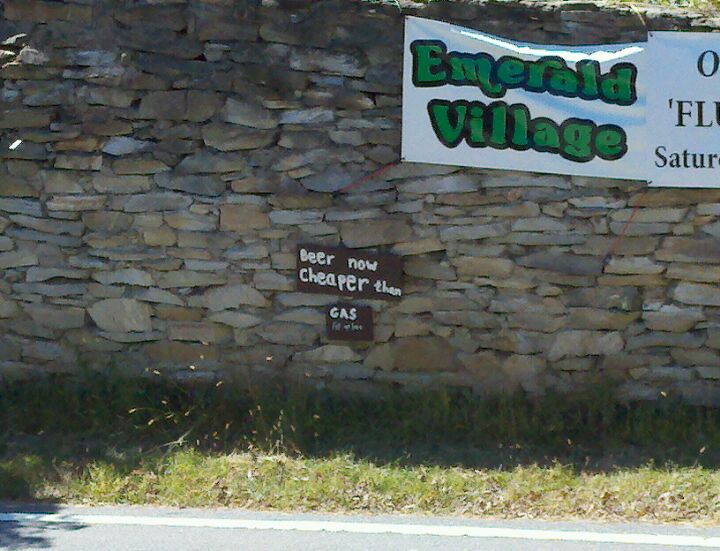 Emerald
Village
O
'FLU
Satur
Beer now
Cheaper than
GAS